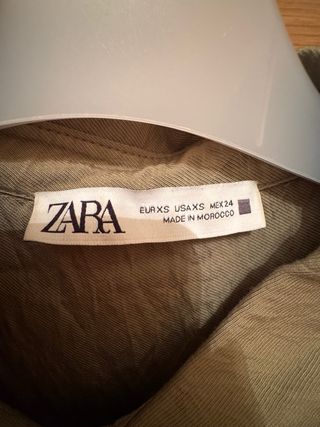 ZARA
EUR XS USA XS MEX 24
MADE IN MOROCCO